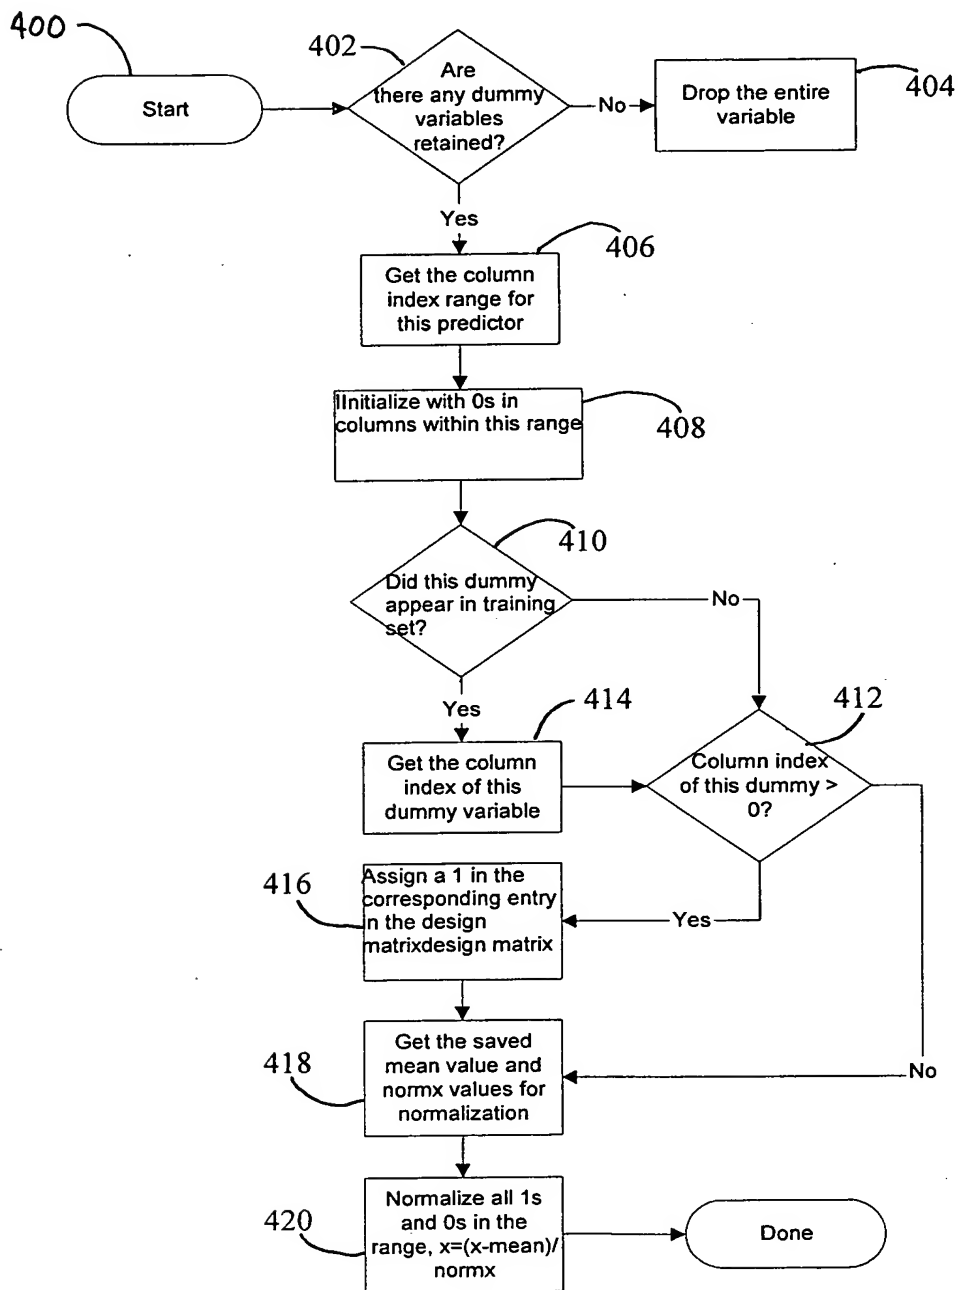 400
Start
402
Are
there any dummy
variables
retained?
No
Drop the entire
variable
404
Yes
406
Get the column
index range for
this predictor
IInitialize with 0s in
columns within this range
408
410
Did this dummy
appear in training
set?
No
Yes
414
412
Get the column
index of this
dummy variable
Column index
of this dummy >
0?
416
Assign a 1 in the
corresponding entry
in the design
matrixdesign matrix
Yes
418
Get the saved
mean value and
normx values for
normalization
No
420
Normalize all 1s
and 0s in the
range, x=(x-mean)/
normx
Done